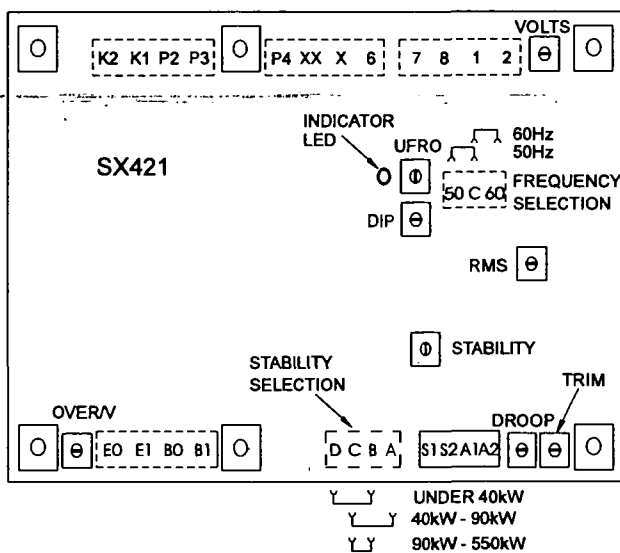 VOLTS
K2 K1 P2 P3
P4 XX X 6
7 8 1 2
INDICATOR
LED
UFRO
60Hz
50Hz
SX421
50 C 60
FREQUENCY
SELECTION
DIP
RMS
STABILITY
STABILITY
SELECTION
TRIM
OVER/V
DROOP
E0 E1 B0 B1
D C B A
S1 S2 A1 A2
UNDER 40kW
40kW - 90kW
90kW - 550kW